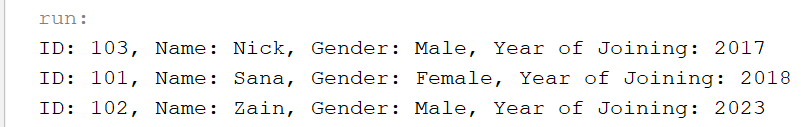 run:
ID: 103, Name: Nick, Gender: Male, Year of Joining: 2017
ID: 101, Name: Sana, Gender: Female, Year of Joining: 2018
ID: 102, Name: Zain, Gender: Male, Year of Joining: 2023